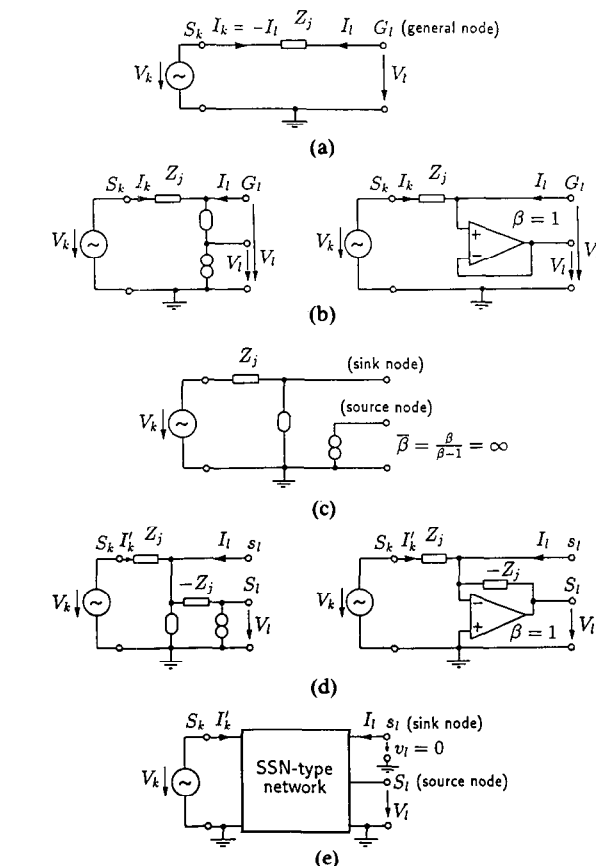 S_k I_k = -I_l Z_j I_l G_l (general node)
V_k ~ V_l
(a)
S_k I_k Z_j I_l G_l
V_k ~ V_l V_l
S_k I_k Z_j I_l G_l
β = 1
V_k ~ + − V_l V
(b)
Z_j (sink node)
(source node)
V_k ~ β̅ = β/(β-1) = ∞
(c)
S_k I'_k Z_j I_l s_l
-Z_j S_l
V_k ~ V_l
S_k I'_k Z_j I_l s_l
-Z_j S_l
V_k ~ − + β = 1 V_l
(d)
S_k I'_k I_l s_l (sink node)
v_l = 0
SSN-type
network
S_l (source node)
V_k ~ V_l
(e)